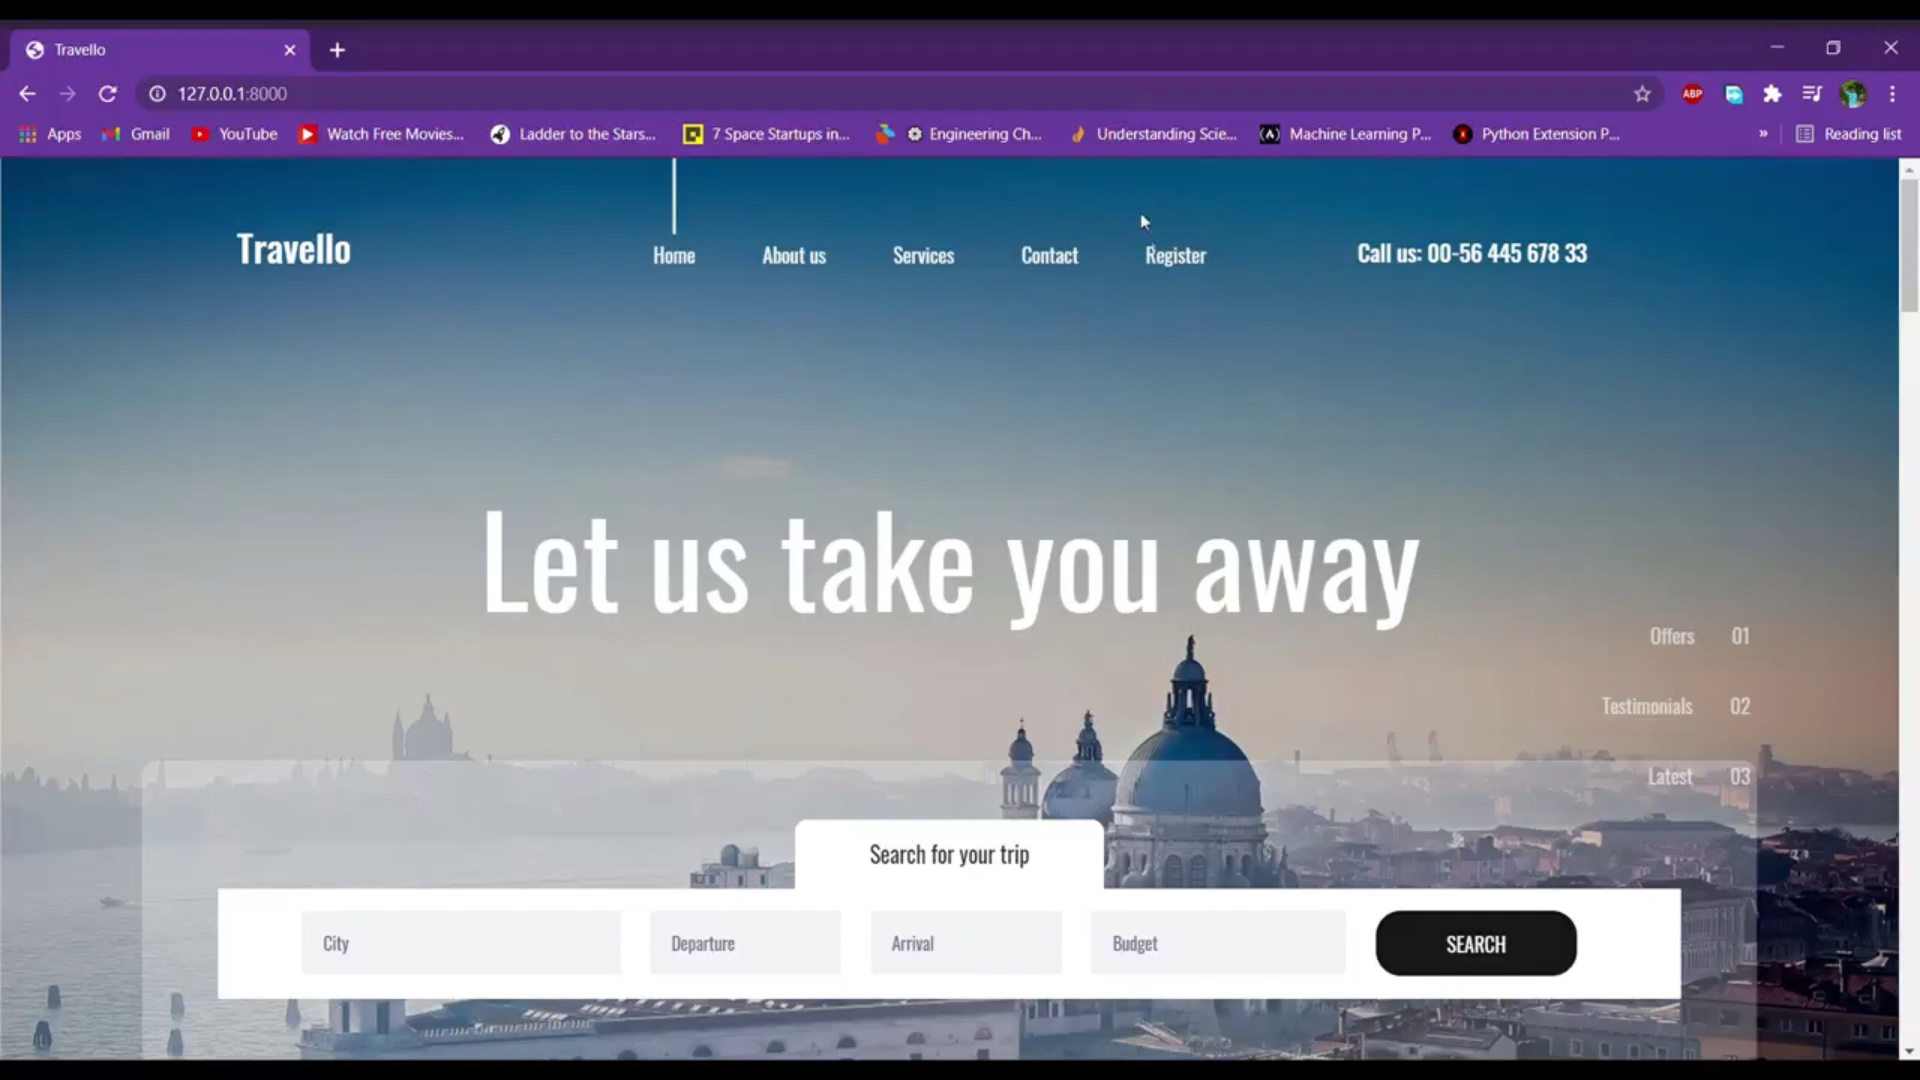 Travello
127.0.0.1:8000
Apps Gmail YouTube Watch Free Movies... Ladder to the Stars... 7 Space Startups in... Engineering Ch... Understanding Scie... Machine Learning P... Python Extension P... » Reading list
ABP
Travello Home About us Services Contact Register Call us: 00-56 445 678 33
Let us take you away
Offers 01
Testimonials 02
Latest 03
Search for your trip
City Departure Arrival Budget SEARCH